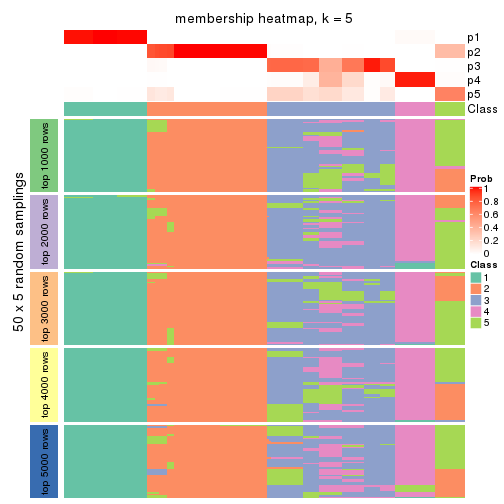 membership heatmap, k = 5
p1
p2
p3
p4
p5
Class
50 x 5 random samplings
top 1000 rows
top 2000 rows
top 3000 rows
top 4000 rows
top 5000 rows
Prob
1
0.8
0.6
0.4
0.2
0
Class
1
2
3
4
5